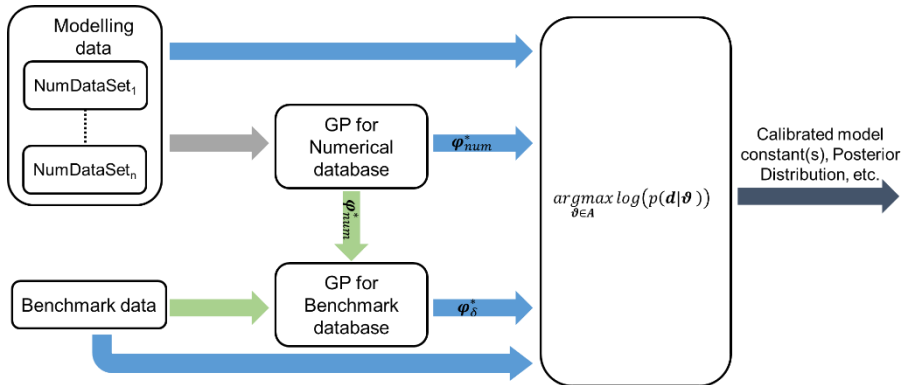 Modelling
data
NumDataSet₁
NumDataSetₙ
GP for
Numerical
database
φ*num
φ*num
GP for
Benchmark
database
Benchmark data
φ*δ
argmax log(p(d|ϑ))
ϑ∈A
Calibrated model
constant(s), Posterior
Distribution, etc.